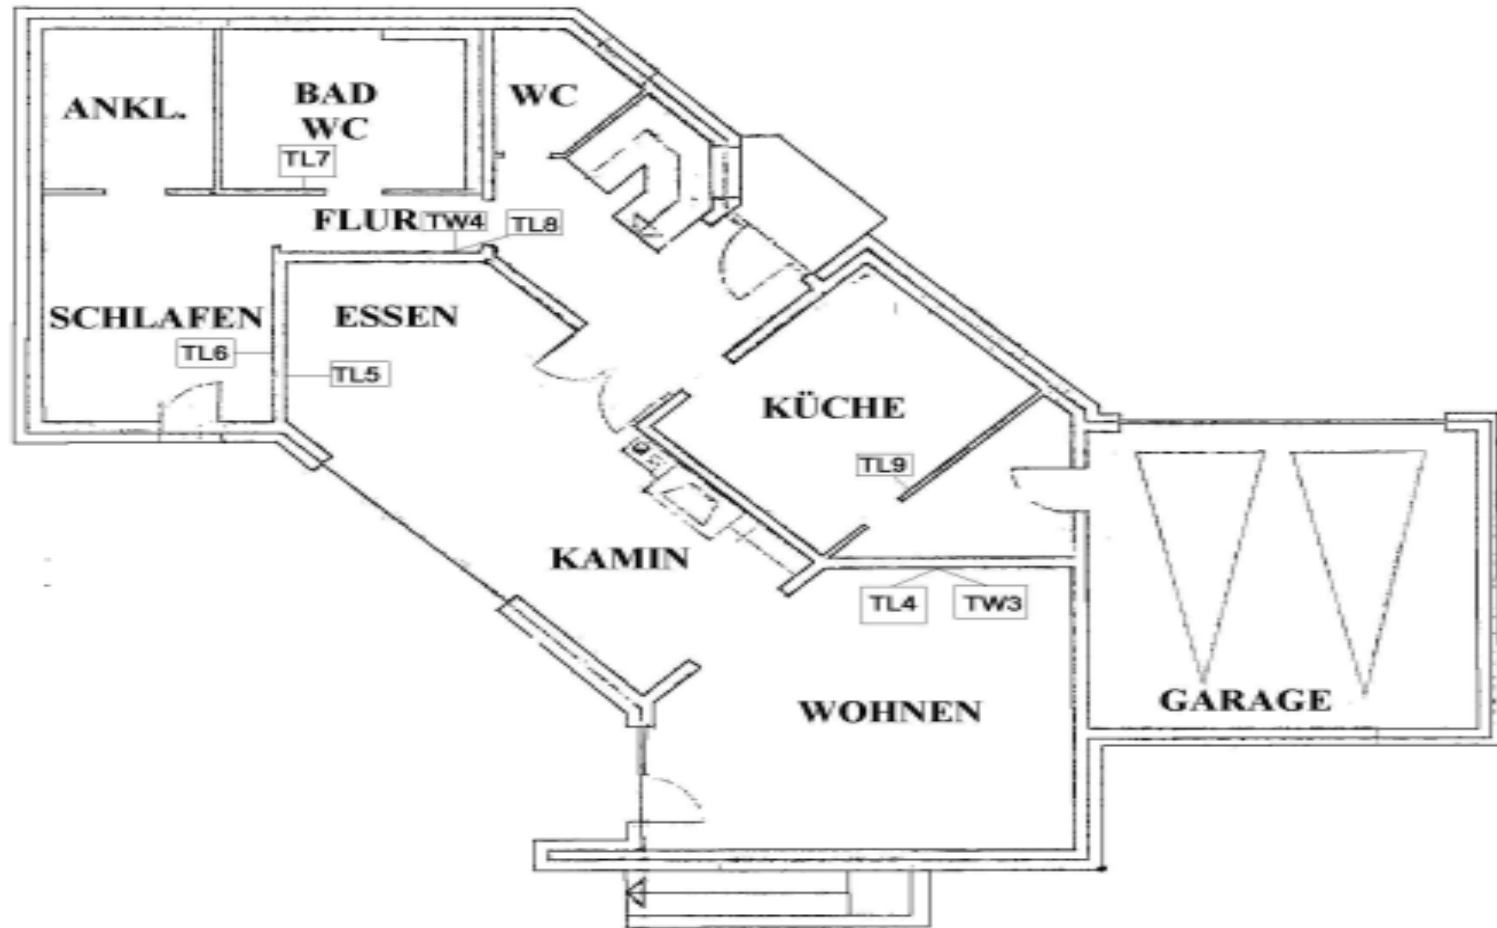 ANKL.
BAD
WC
WC
TL7
FLUR
TW4
TL8
SCHLAFEN
ESSEN
TL6
TL5
KÜCHE
TL9
KAMIN
TL4
TW3
WOHNEN
GARAGE